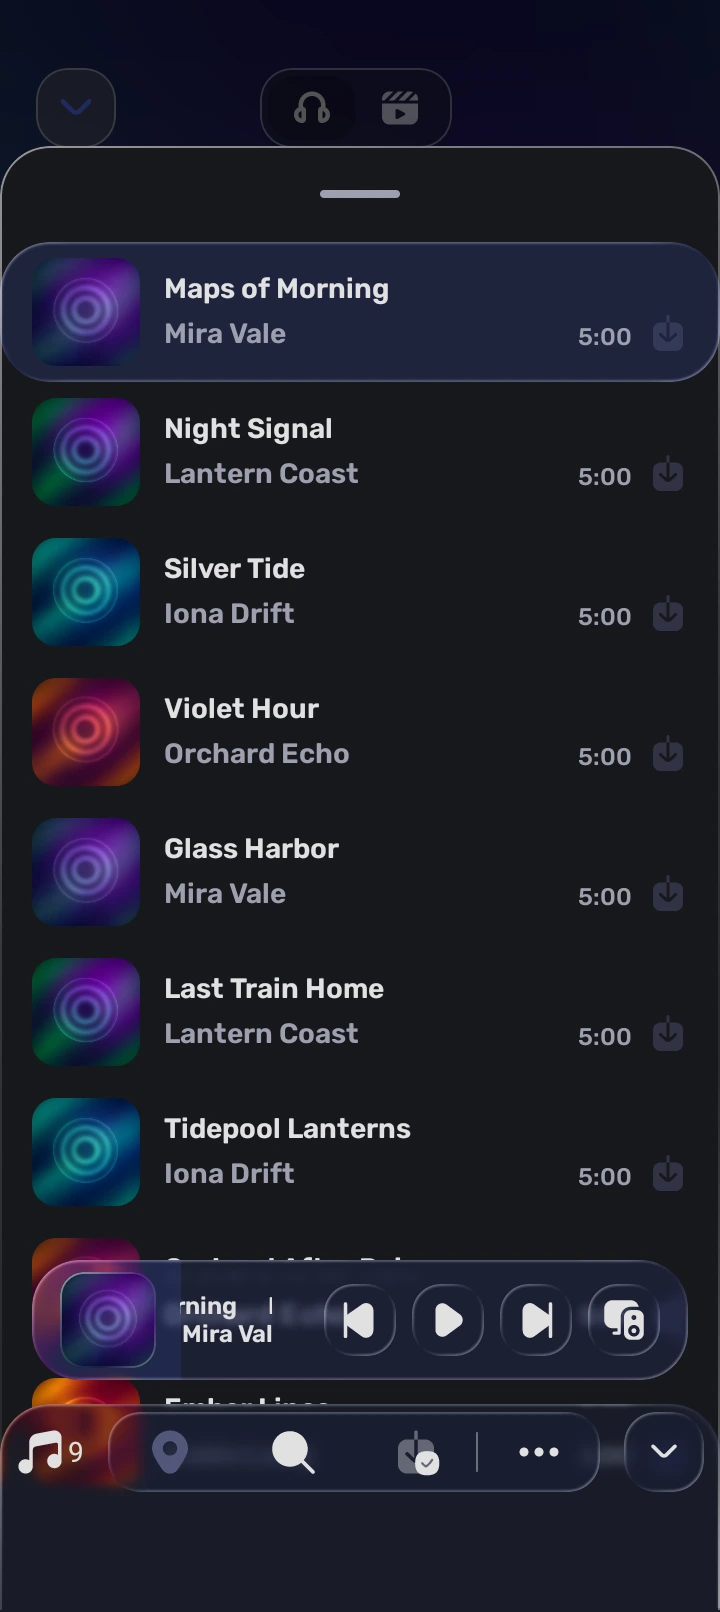 Maps of Morning
Mira Vale
5:00
Night Signal
Lantern Coast
5:00
Silver Tide
Iona Drift
5:00
Violet Hour
Orchard Echo
5:00
Glass Harbor
Mira Vale
5:00
Last Train Home
Lantern Coast
5:00
Tidepool Lanterns
Iona Drift
5:00
rning
Mira Val
9